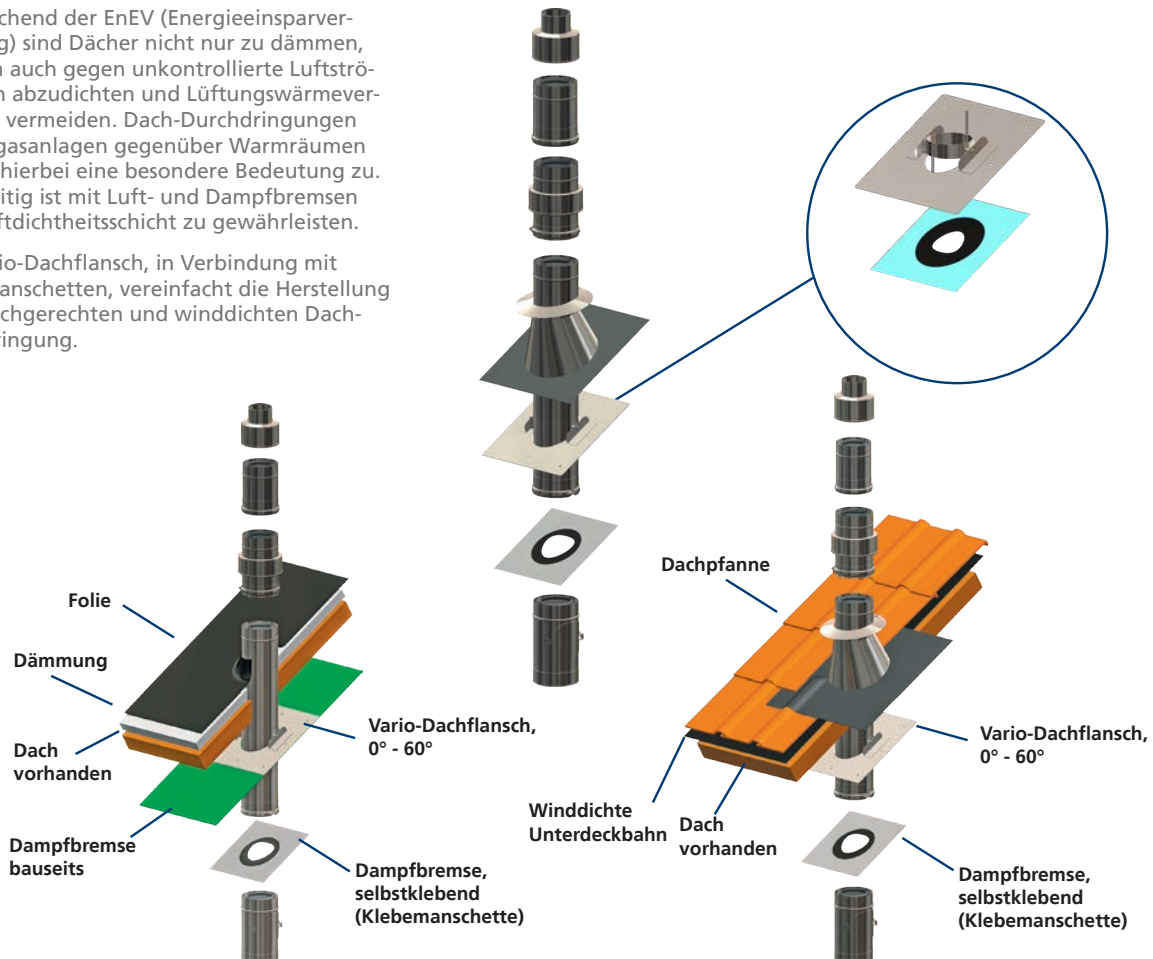 chend der EnEV (Energieeinsparver-
g) sind Dächer nicht nur zu dämmen,
n auch gegen unkontrollierte Luftströ-
n abzudichten und Lüftungswärmever-
vermeiden. Dach-Durchdringungen
gasanlagen gegenüber Warmräumen
hierbei eine besondere Bedeutung zu.
itig ist mit Luft- und Dampfbremsen
ftdichtheitsschicht zu gewährleisten.
io-Dachflansch, in Verbindung mit
anschetten, vereinfacht die Herstellung
chgerechten und winddichten Dach-
ringung.
Folie
Dämmung
Dach
vorhanden
Dampfbremse
bauseits
Vario-Dachflansch,
0° - 60°
Dampfbremse,
selbstklebend
(Klebemanschette)
Dachpfanne
Winddichte
Unterdeckbahn
Dach
vorhanden
Vario-Dachflansch,
0° - 60°
Dampfbremse,
selbstklebend
(Klebemanschette)